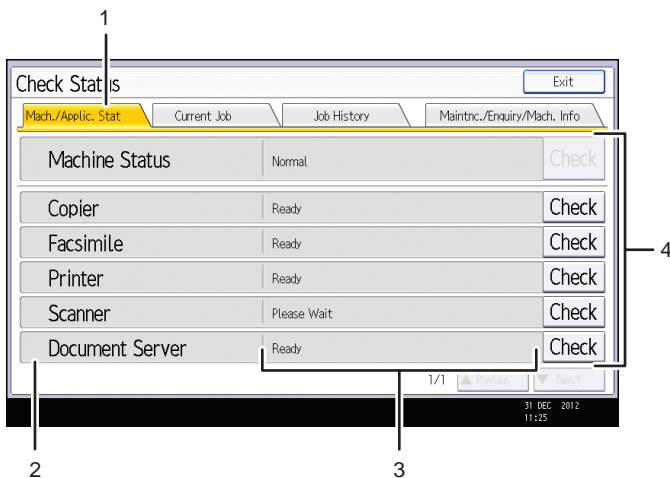 1
Check Status
Exit
Mach./Applic. Stat
Current Job
Job History
Maintnc./Enquiry/Mach. Info
Machine Status
Normal
Check
Copier
Ready
Check
Facsimile
Ready
Check
4
Printer
Ready
Check
Scanner
Please Wait
Check
Document Server
Ready
Check
1/1
▲ Previous
▼ Next
31 DEC 2012
11:25
2
3